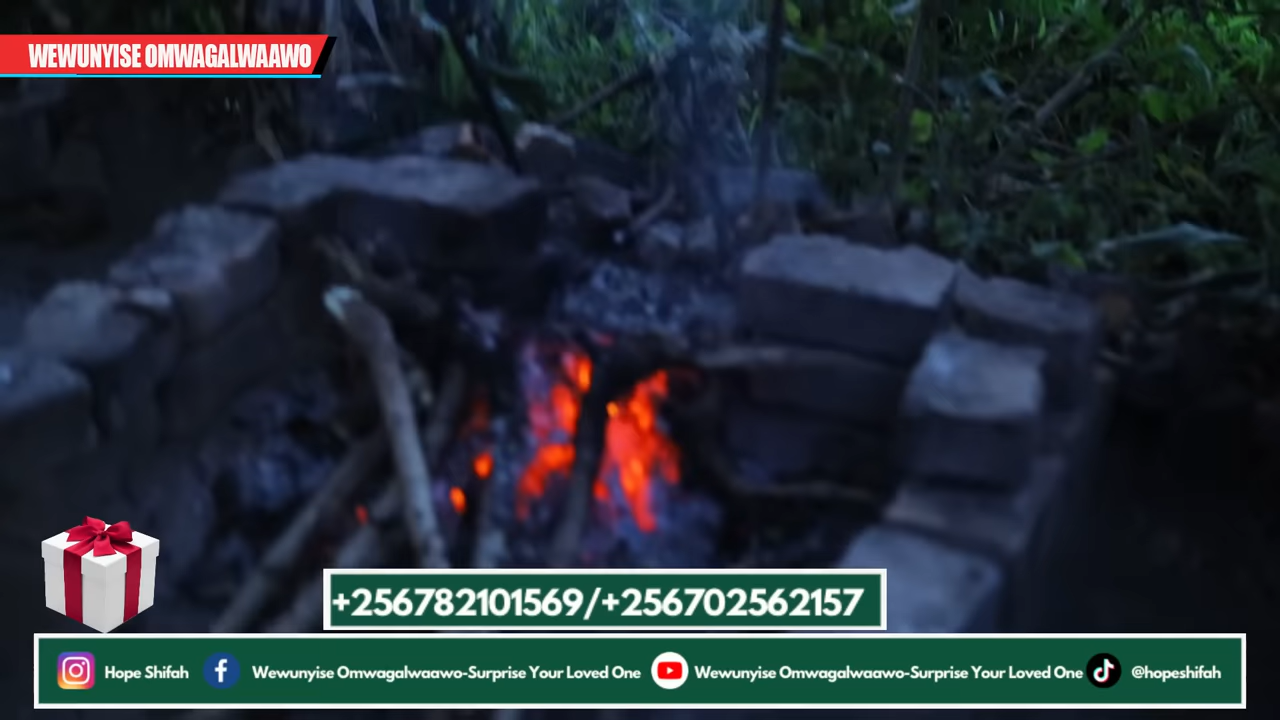 WEWUNYISE OMWAGALWAAWO
+256782101569/+256702562157
Hope Shifah Wewunyise Omwagalwaawo-Surprise Your Loved One Wewunyise Omwagalwaawo-Surprise Your Loved One @hopeshifah